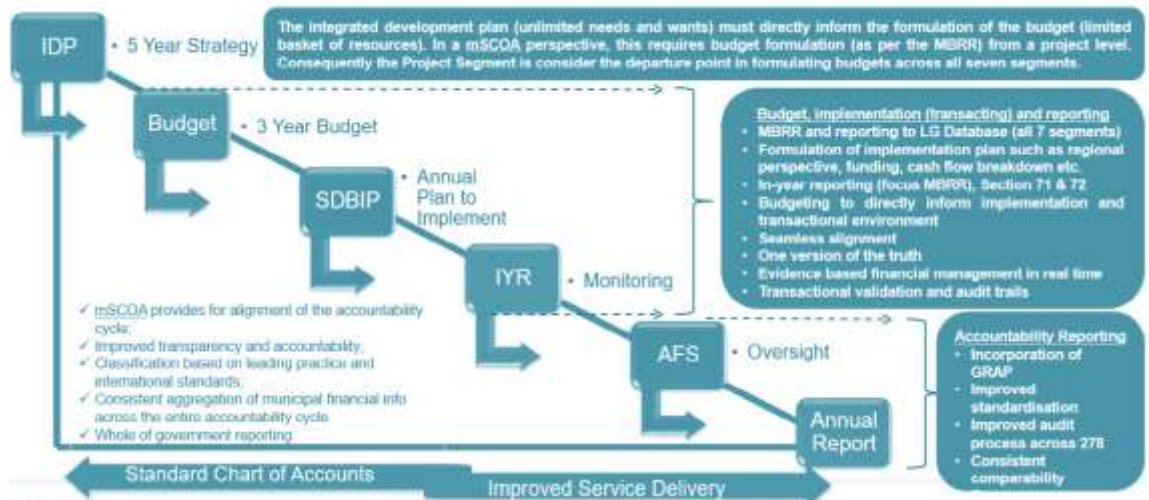 The integrated development plan (unlimited needs and wants) must directly inform the formulation of the budget (limited
basket of resources). In a mSCOA perspective, this requires budget formulation (as per the MBRR) from a project level.
Consequently the Project Segment is consider the departure point in formulating budgets across all seven segments.
IDP
• 5 Year Strategy
Budget
• 3 Year Budget
SDBIP
• Annual
Plan to
Implement
IYR
• Monitoring
AFS
• Oversight
Annual
Report
Budget, implementation (transacting) and reporting
• MBRR and reporting to LG Database (all 7 segments)
• Formulation of implementation plan such as regional
perspective, funding, cash flow breakdown etc.
• In-year reporting (focus MBRR), Section 71 & 72
• Budgeting to directly inform implementation and
transactional environment
• Seamless alignment
• One version of the truth
• Evidence based financial management in real time
• Transactional validation and audit trails
✓ mSCOA provides for alignment of the accountability
cycle;
✓ Improved transparency and accountability;
✓ Classification based on leading practice and
international standards;
✓ Consistent aggregation of municipal financial info
across the entire accountability cycle
✓ Whole of government reporting
Accountability Reporting
• Incorporation of
GRAP
• Improved
standardisation
• Improved audit
process across 278
• Consistent
comparability
Standard Chart of Accounts
Improved Service Delivery